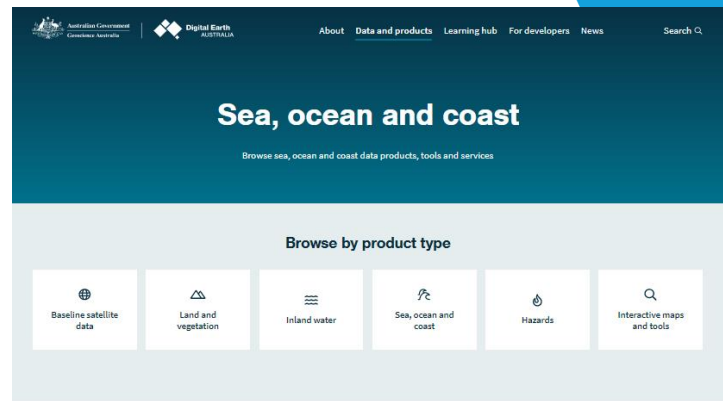 Australian Government
Geoscience Australia
Digital Earth
AUSTRALIA
About Data and products Learning hub For developers News Search
Sea, ocean and coast
Browse sea, ocean and coast data products, tools and services
Browse by product type
Baseline satellite
data
Land and
vegetation
Inland water
Sea, ocean and
coast
Hazards
Interactive maps
and tools